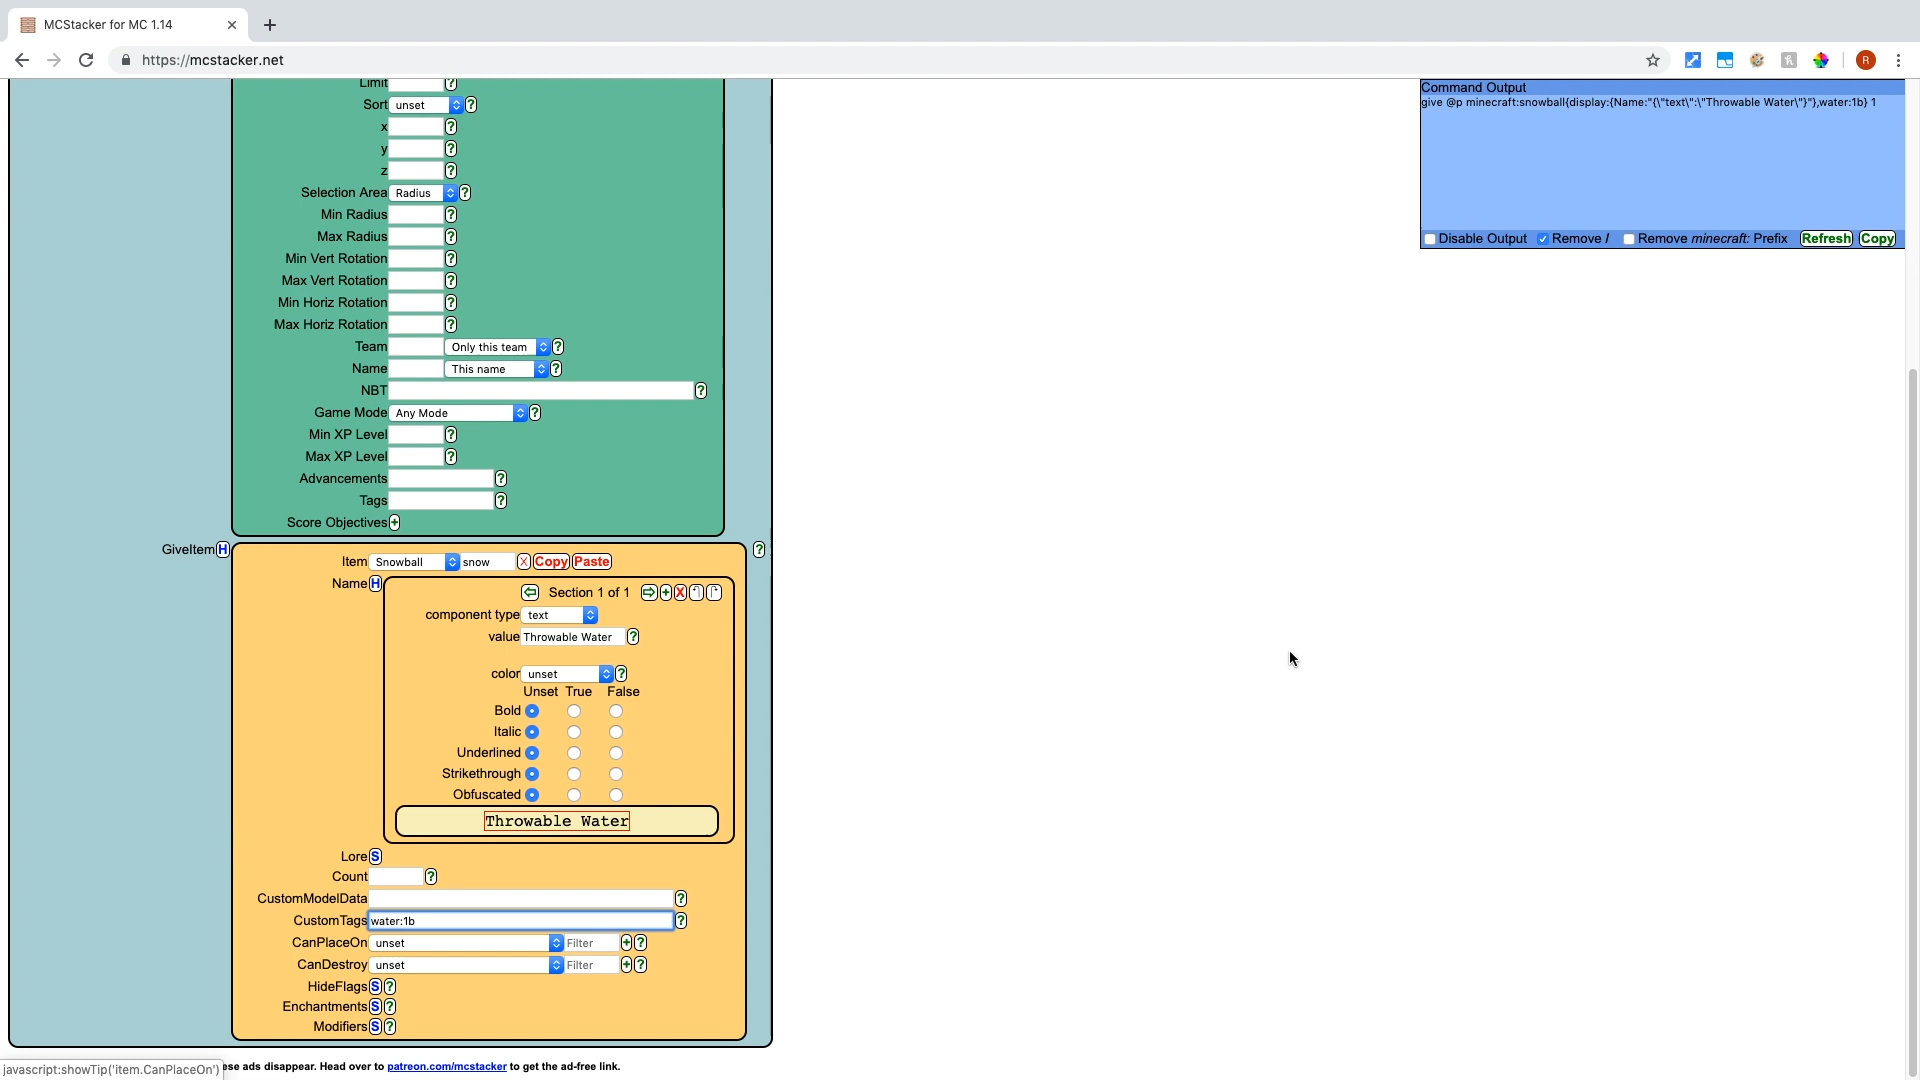 MCStacker for MC 1.14
https://mcstacker.net
R
Limit ?
Sort unset ?
x ?
y ?
z ?
Selection Area Radius ?
Min Radius ?
Max Radius ?
Min Vert Rotation ?
Max Vert Rotation ?
Min Horiz Rotation ?
Max Horiz Rotation ?
Team Only this team ?
Name This name ?
NBT ?
Game Mode Any Mode ?
Min XP Level ?
Max XP Level ?
Advancements ?
Tags ?
Score Objectives +
GiveItem H ?
Item Snowball snow X Copy Paste
Name H
Section 1 of 1 + X
component type text
value Throwable Water ?
color unset ?
Unset True False
Bold
Italic
Underlined
Strikethrough
Obfuscated
Throwable Water
Lore S
Count ?
CustomModelData ?
CustomTags water:1b ?
CanPlaceOn unset Filter + ?
CanDestroy unset Filter + ?
HideFlags S ?
Enchantments S ?
Modifiers S ?
Command Output
give @p minecraft:snowball{display:{Name:"{\"text\":\"Throwable Water\"}"},water:1b} 1
Disable Output Remove / Remove minecraft: Prefix Refresh Copy
ese ads disappear. Head over to patreon.com/mcstacker to get the ad-free link.
javascript:showTip('item.CanPlaceOn')